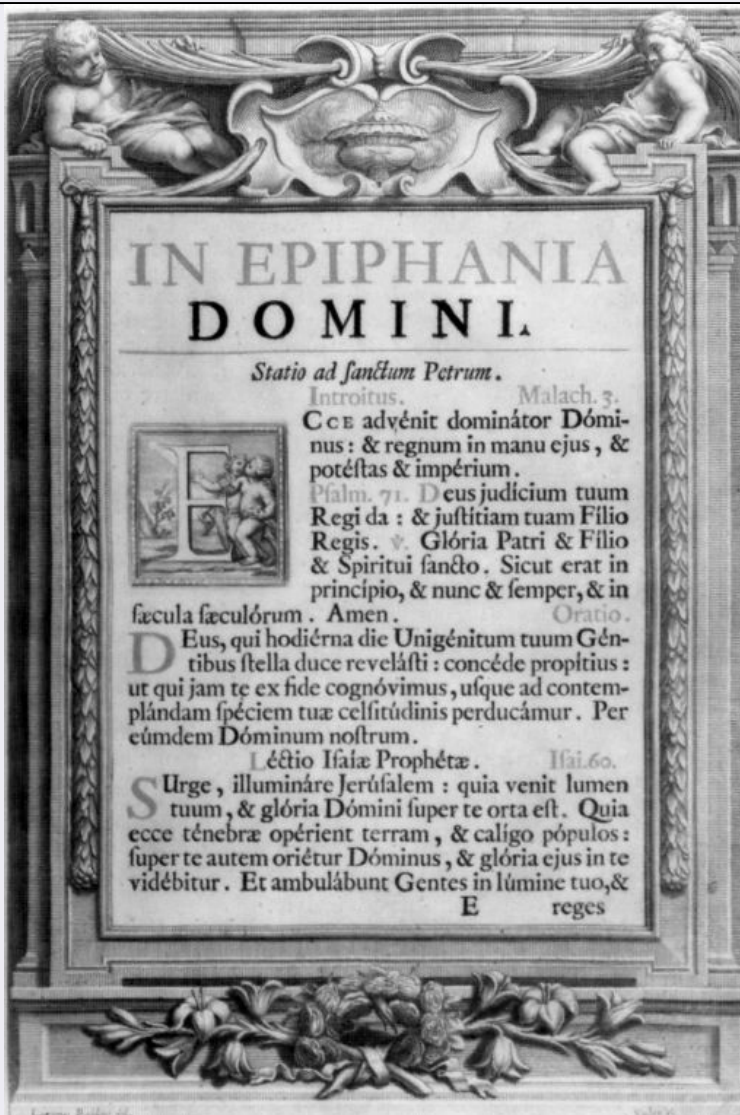 IN EPIPHANIA
DOMINI.
Statio ad ſanctum Petrum.
Introitus. Malach. 3.
ECCE advénit dominátor Dómi-
nus: & regnum in manu ejus, &
potéſtas & impérium.
Pſalm. 71. Deus judícium tuum
Regi da: & juſtítiam tuam Fílio
Regis. ℣. Glória Patri & Fílio
& Spirítui ſancto. Sicut erat in
princípio, & nunc & ſemper, & in
ſæcula ſæculórum. Amen. Oratio.
DEus, qui hodiérna die Unigénitum tuum Gén-
tibus ſtella duce reveláſti: concéde propítius:
ut qui jam te ex fide cognóvimus, uſque ad contem-
plándam ſpéciem tuæ celſitúdinis perducámur. Per
eúmdem Dóminum noſtrum.
Léctio Iſaíæ Prophétæ. Iſai. 60.
SUrge, illumináre Jerúſalem: quia venit lumen
tuum, & glória Dómini ſuper te orta eſt. Quia
ecce ténebræ opérient terram, & calígo pópulos:
ſuper te autem oriétur Dóminus, & glória ejus in te
vidébitur. Et ambulábunt Gentes in lúmine tuo, &
E reges